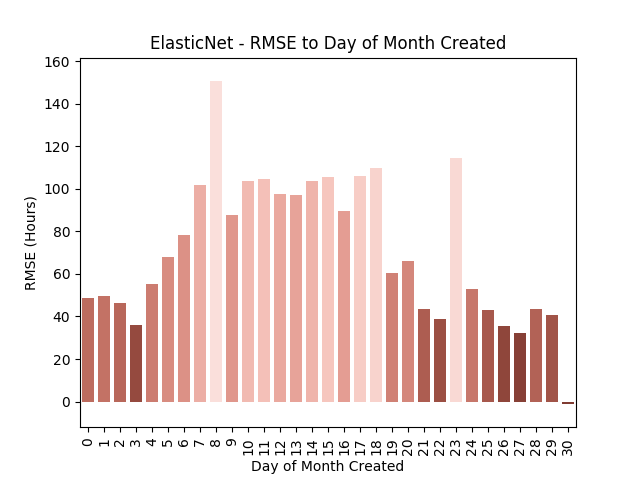 ElasticNet - RMSE to Day of Month Created
160
140
120
100
80
60
40
20
0
RMSE (Hours)
0 1 2 3 4 5 6 7 8 9 10 11 12 13 14 15 16 17 18 19 20 21 22 23 24 25 26 27 28 29 30
Day of Month Created